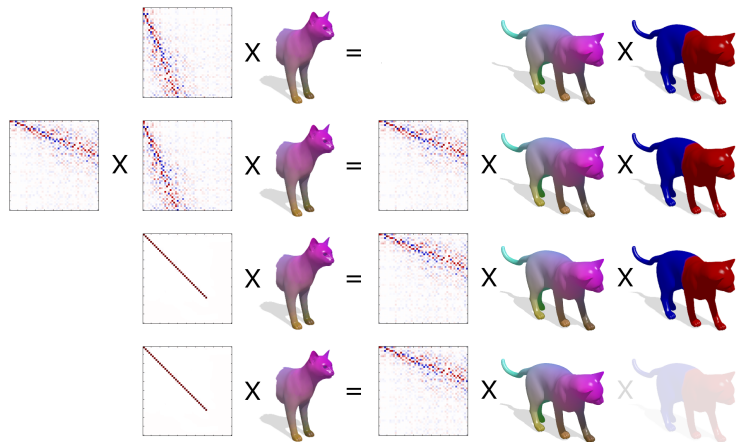 X = X
X X = X X
X = X X
X = X X